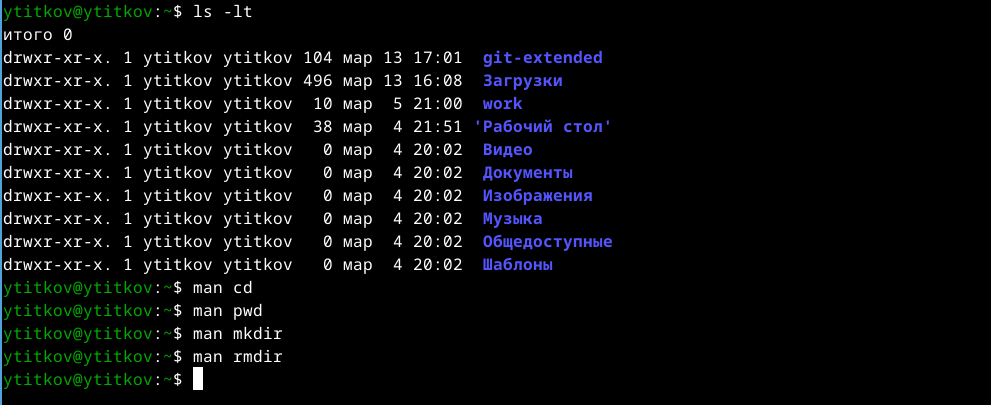 ytitkov@ytitkov:~$ ls -lt
итого 0
drwxr-xr-x. 1 ytitkov ytitkov 104 мар 13 17:01  git-extended
drwxr-xr-x. 1 ytitkov ytitkov 496 мар 13 16:08  Загрузки
drwxr-xr-x. 1 ytitkov ytitkov  10 мар  5 21:00  work
drwxr-xr-x. 1 ytitkov ytitkov  38 мар  4 21:51 'Рабочий стол'
drwxr-xr-x. 1 ytitkov ytitkov   0 мар  4 20:02  Видео
drwxr-xr-x. 1 ytitkov ytitkov   0 мар  4 20:02  Документы
drwxr-xr-x. 1 ytitkov ytitkov   0 мар  4 20:02  Изображения
drwxr-xr-x. 1 ytitkov ytitkov   0 мар  4 20:02  Музыка
drwxr-xr-x. 1 ytitkov ytitkov   0 мар  4 20:02  Общедоступные
drwxr-xr-x. 1 ytitkov ytitkov   0 мар  4 20:02  Шаблоны
ytitkov@ytitkov:~$ man cd
ytitkov@ytitkov:~$ man pwd
ytitkov@ytitkov:~$ man mkdir
ytitkov@ytitkov:~$ man rmdir
ytitkov@ytitkov:~$